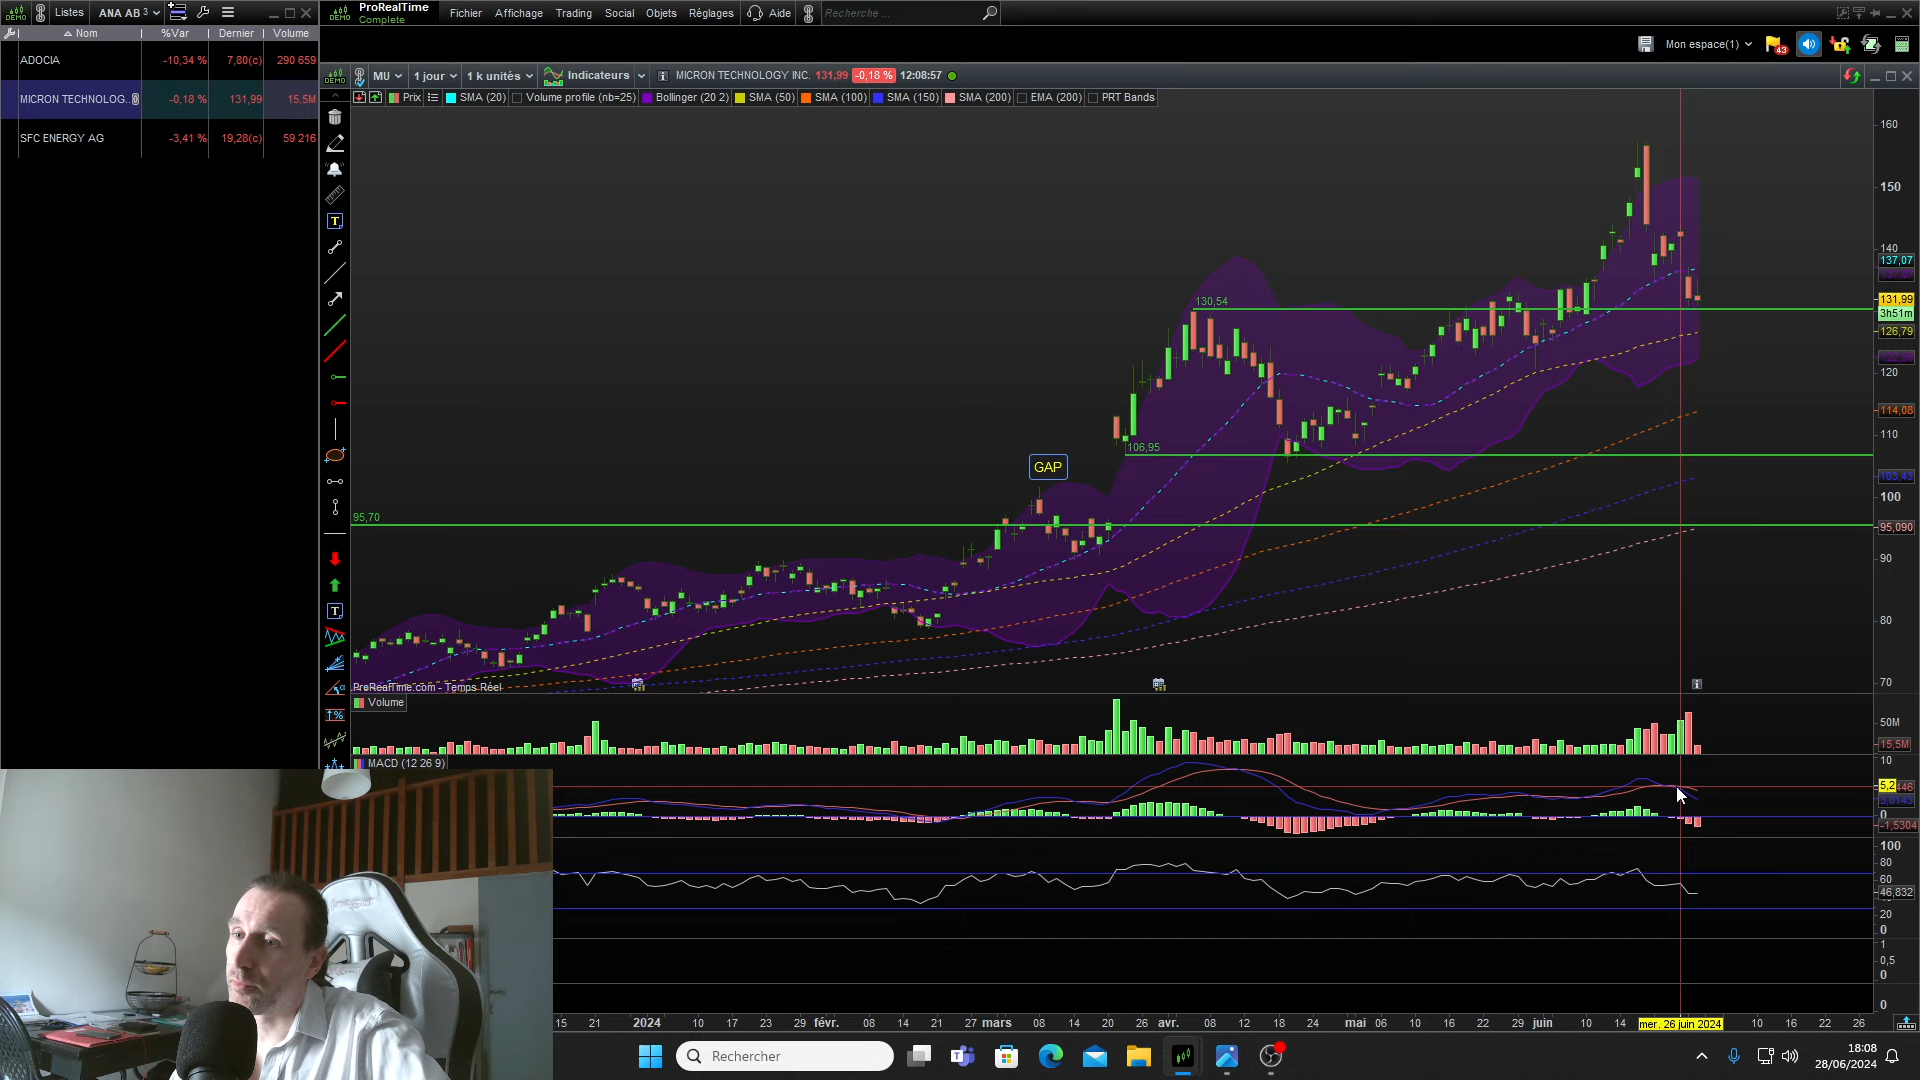 DEMO
Listes
ANA AB 3
Nom
%Var
Dernier
Volume
ADOCIA
-10,34 %
7,80(c)
290 659
MICRON TECHNOLOG..
-0,18 %
131,99
15,5M
SFC ENERGY AG
-3,41 %
19,28(c)
59 216
DEMO
ProRealTime
Complete
Fichier
Affichage
Trading
Social
Objets
Réglages
Aide
Recherche ...
Mon espace(1)
43
DEMO
MU
1 jour
1 k unités
Indicateurs
MICRON TECHNOLOGY INC.
131,99
-0,18 %
12:08:57
Prix
SMA (20)
Volume profile (nb=25)
Bollinger (20 2)
SMA (50)
SMA (100)
SMA (150)
SMA (200)
EMA (200)
PRT Bands
160
150
140
137,07
131,99
3h51m
126,79
120
114,08
110
103,43
100
95,090
90
80
70
130,54
106,95
GAP
95,70
ProRealTime.com - Temps Réel
Volume
50M
15,5M
MACD (12 26 9)
10
5,2
0
-1,5304
100
80
60
46,832
20
0
1
0,5
0
0
15
21
2024
10
17
23
29
févr.
08
14
21
27
mars
08
14
20
26
avr.
08
12
18
24
mai
06
10
16
22
29
juin
10
14
mer. 26 juin 2024
10
16
22
26
Rechercher
18:08
28/06/2024